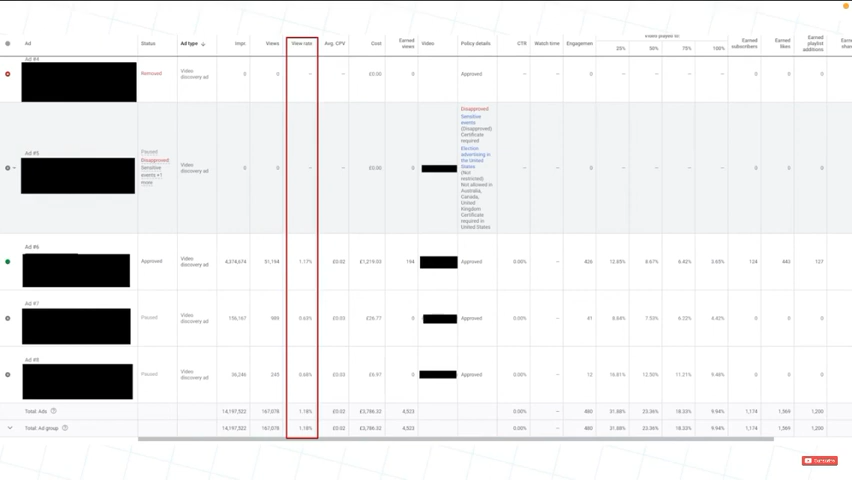 Video played to:
Ad Status Ad type ↓ Impr. Views View rate Avg. CPV Cost Earned views Video Policy details CTR Watch time Engagemen 25% 50% 75% 100% Earned subscribers Earned likes Earned playlist additions Earned shar
Ad #4
Removed Video discovery ad 0 0 — — £0.00 0 Approved — — 0 — — — — 0 0 0
Ad #5
Paused
Disapproved
Sensitive
events +1
more
Video discovery ad 0 0 — — £0.00 0
Disapproved
Sensitive
events
(Disapproved)
Certificate
required
Election
advertising in
the United
States
(Not
restricted)
Not allowed in
Australia,
Canada,
United
Kingdom
Certificate
required in
United States
— — 0 — — — — 0 0 0
Ad #6
Approved Video discovery ad 1.17% £0.02 £1,219.03 194 Approved 0.00% — 426 8.67% 6.42% 3.65% 124 443 127
Ad #7
Paused Video discovery ad 156,167 989 0.63% £0.03 £26.77 0 Approved 0.00% — 41 7.53% 6.22% 4.42% 0 0 0
Ad #8
Paused Video discovery ad 36,246 0.68% £0.03 £6.97 0 Approved 0.00% — 12 16.81% 12.50% 11.21% 9.48% 0 0 0
Total: Ads 14,197,522 167,078 1.18% £0.02 £3,786.32 4,523 0.00% — 480 31.88% 23.36% 18.33% 9.94% 1,174 1,569 1,200
Total: Ad group 14,197,522 167,078 1.18% £0.02 £3,786.32 4,523 0.00% — 480 31.88% 23.36% 18.33% 9.94% 1,174 1,569 1,200